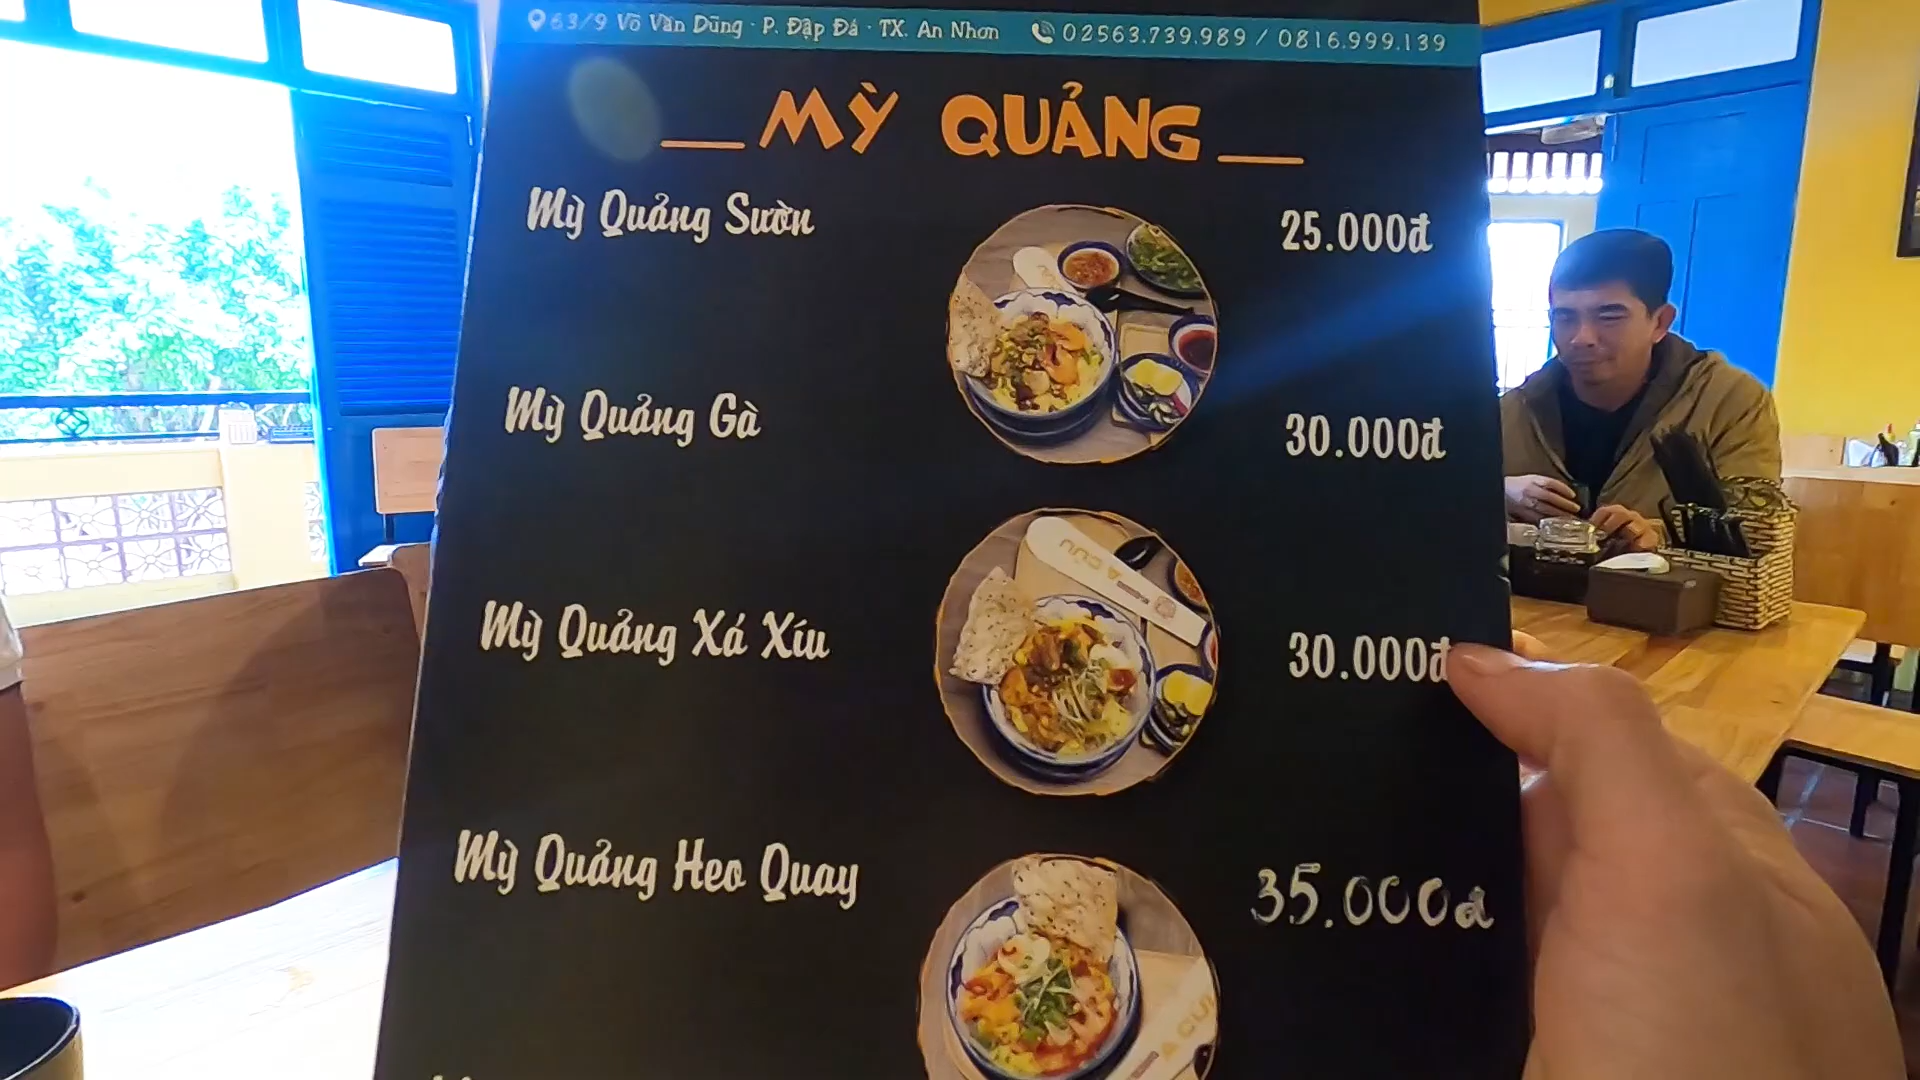 63/9 Võ Văn Dũng · P. Đập Đá · TX. An Nhơn 02563.739.989 / 0816.999.139
MỲ QUẢNG
Mỳ Quảng Sườn 25.000đ
Mỳ Quảng Gà 30.000đ
A CỬU
Mỳ Quảng Xá Xíu 30.000đ
Mỳ Quảng Heo Quay 35.000đ
A CỬU